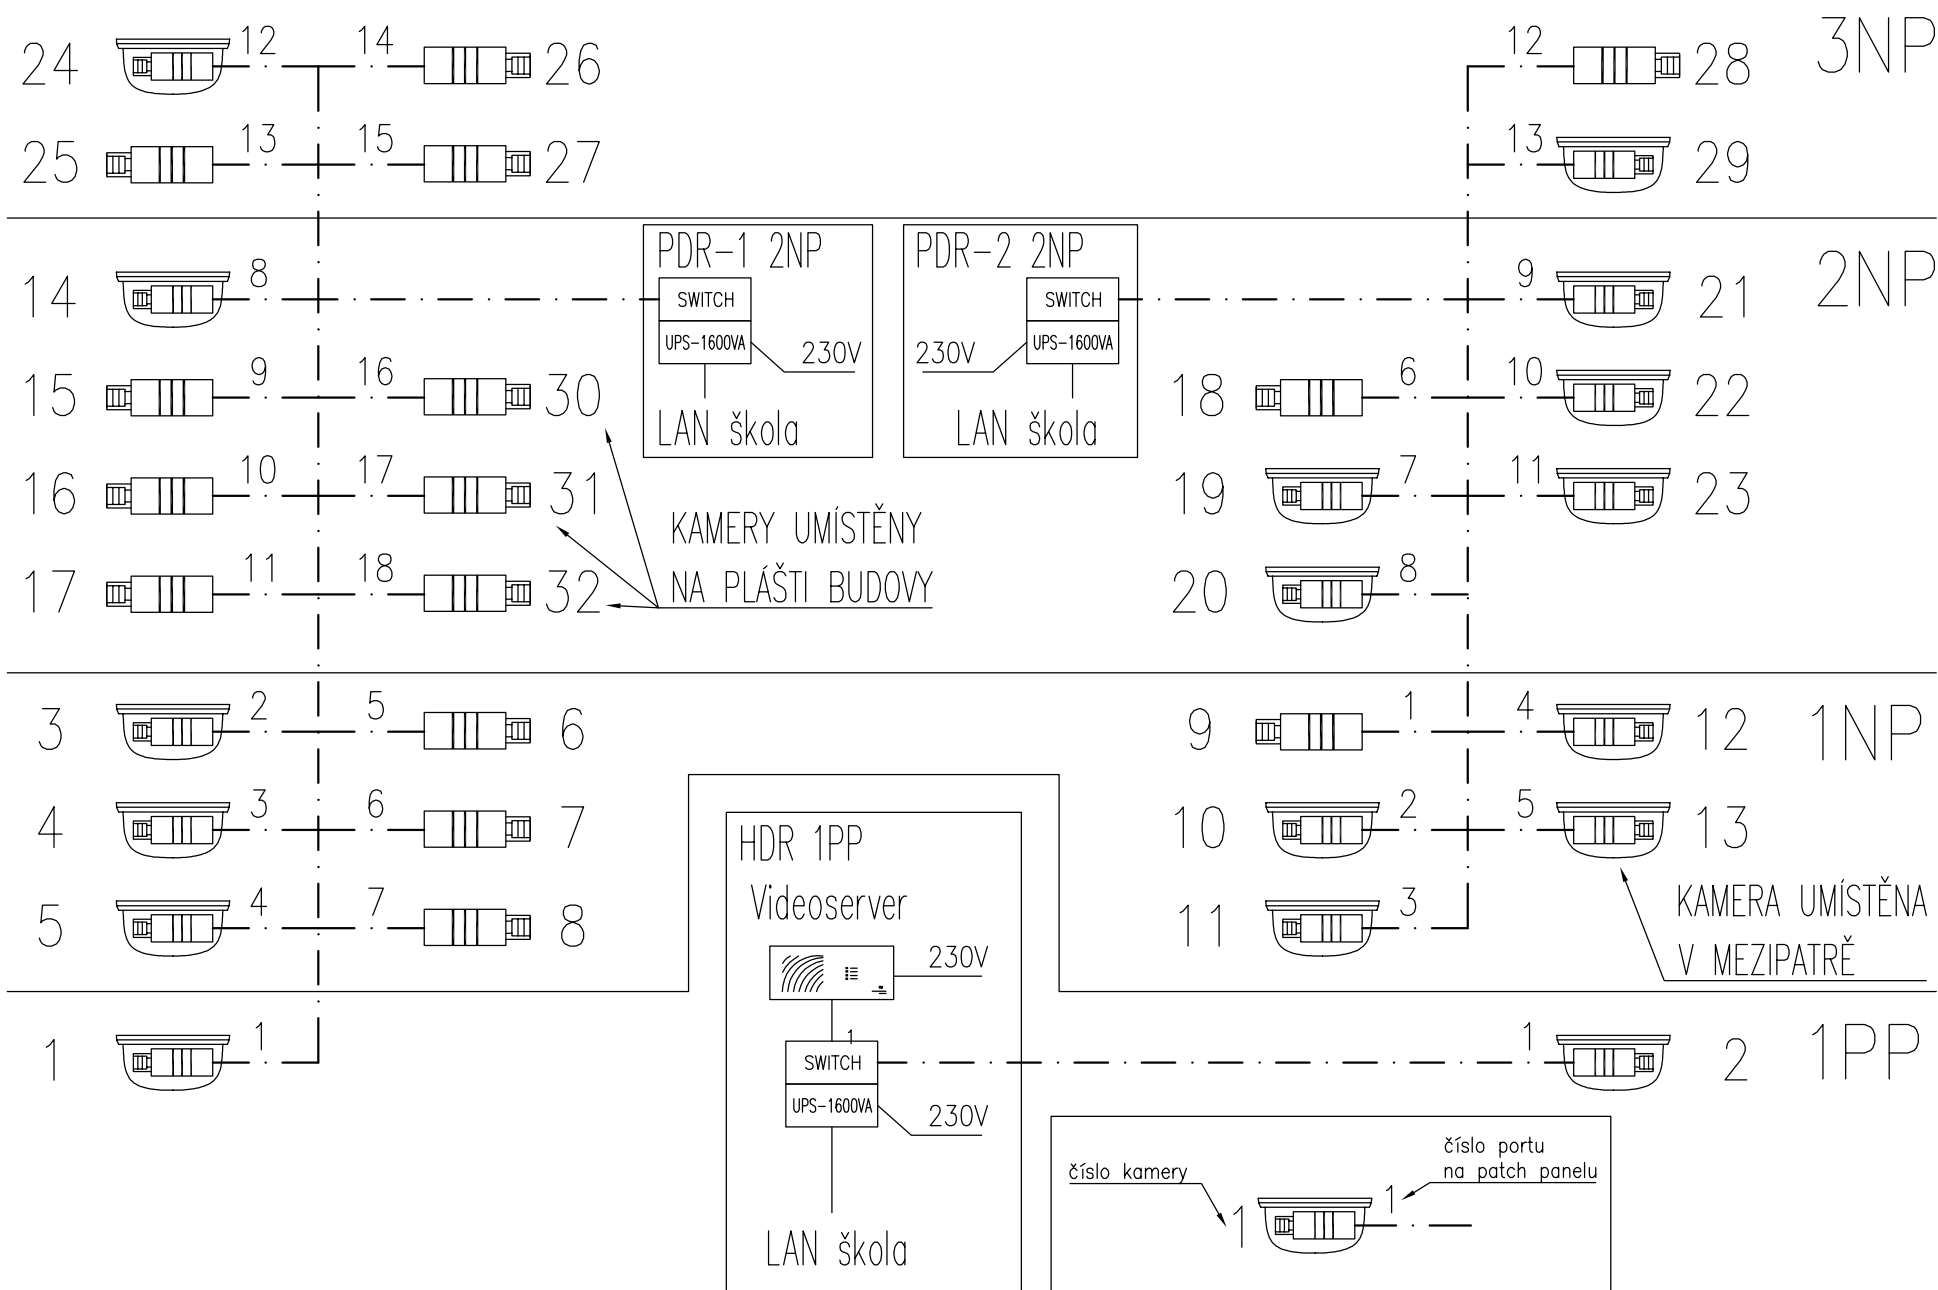 24 12 14 26 12 28 3NP
25 13 15 27 13 29
PDR-1 2NP
SWITCH
UPS-1600VA
230V
LAN škola
PDR-2 2NP
SWITCH
UPS-1600VA
230V
LAN škola
14 8 9 21 2NP
15 9 16 30 18 6 10 22
16 10 17 31 19 7 11 23
17 11 18 32 20 8
KAMERY UMÍSTĚNY
NA PLÁŠTI BUDOVY
3 2 5 6 9 1 4 12 1NP
4 3 6 7 10 2 5 13
5 4 7 8 11 3
KAMERA UMÍSTĚNA
V MEZIPATRĚ
HDR 1PP
Videoserver
230V
1
SWITCH
UPS-1600VA
230V
LAN škola
1 1 1 2 1PP
číslo kamery
číslo portu
na patch panelu
1 1